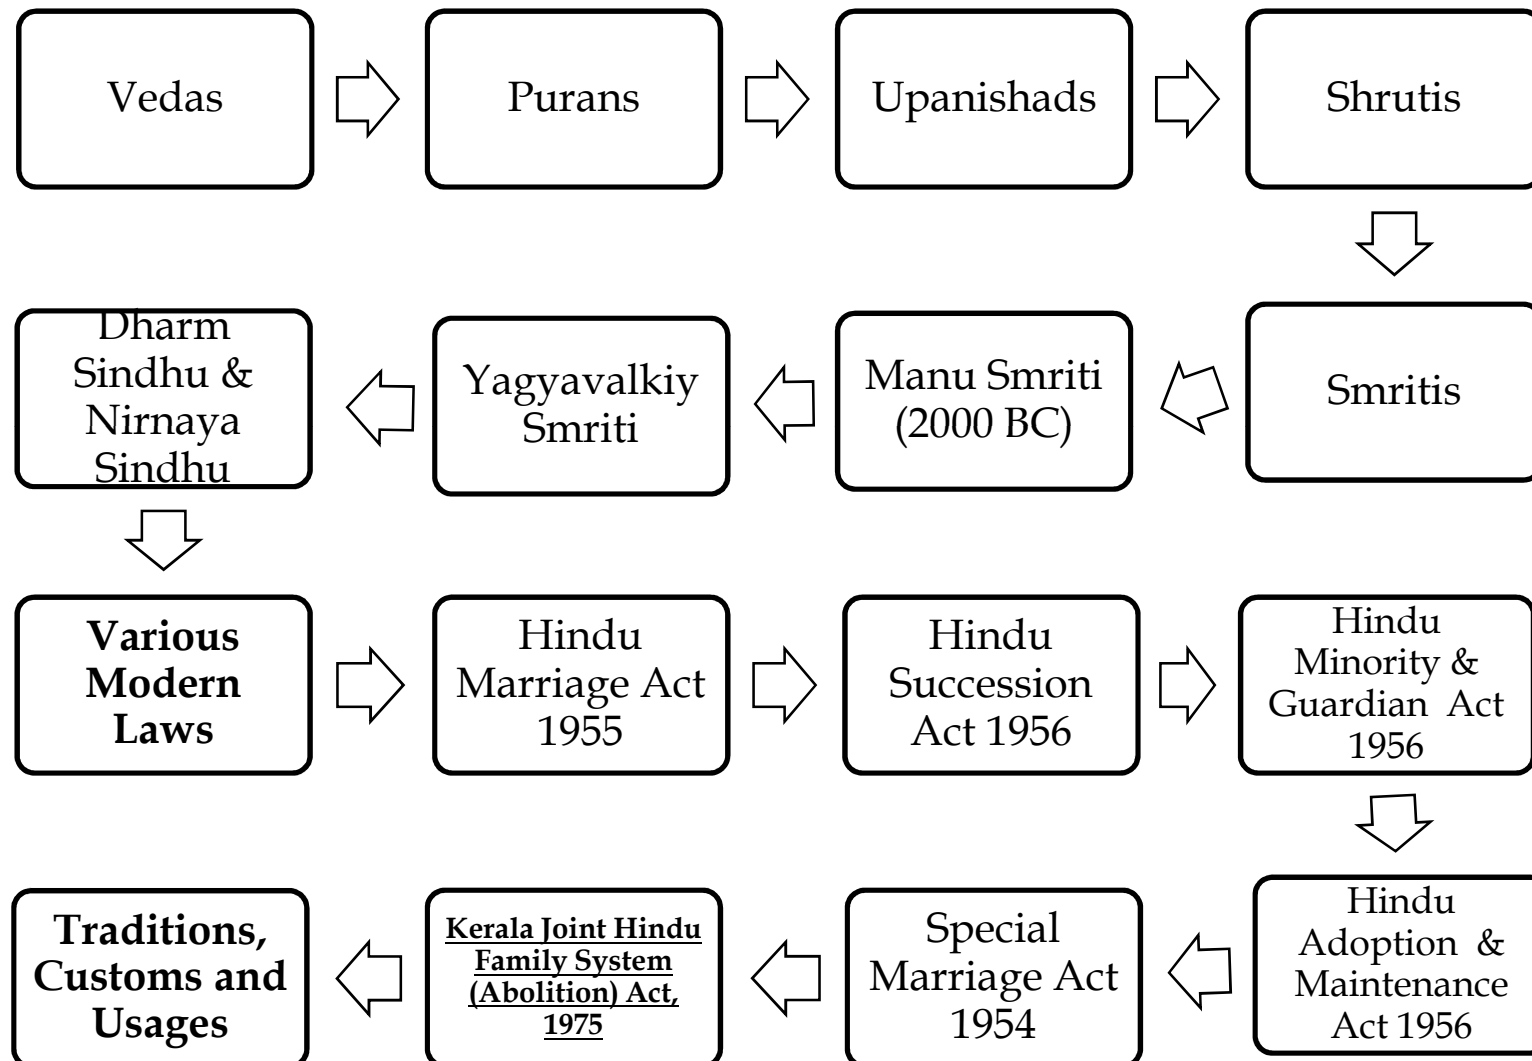 Vedas
Purans
Upanishads
Shrutis
Smritis
Manu Smriti
(2000 BC)
Yagyavalkiy
Smriti
Dharm
Sindhu &
Nirnaya
Sindhu
Various
Modern
Laws
Hindu
Marriage Act
1955
Hindu
Succession
Act 1956
Hindu
Minority &
Guardian Act
1956
Hindu
Adoption &
Maintenance
Act 1956
Special
Marriage Act
1954
Kerala Joint Hindu
Family System
(Abolition) Act,
1975
Traditions,
Customs and
Usages